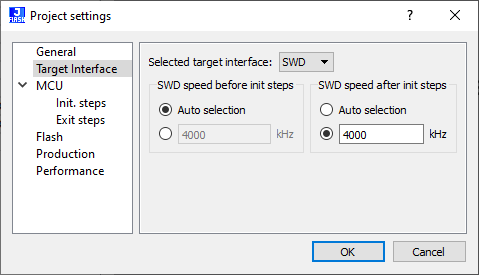 J
FLASH
Project settings
?
General
Target Interface
MCU
Init. steps
Exit steps
Flash
Production
Performance
Selected target interface: SWD
SWD speed before init steps
Auto selection
4000 kHz
SWD speed after init steps
Auto selection
4000 kHz
OK Cancel